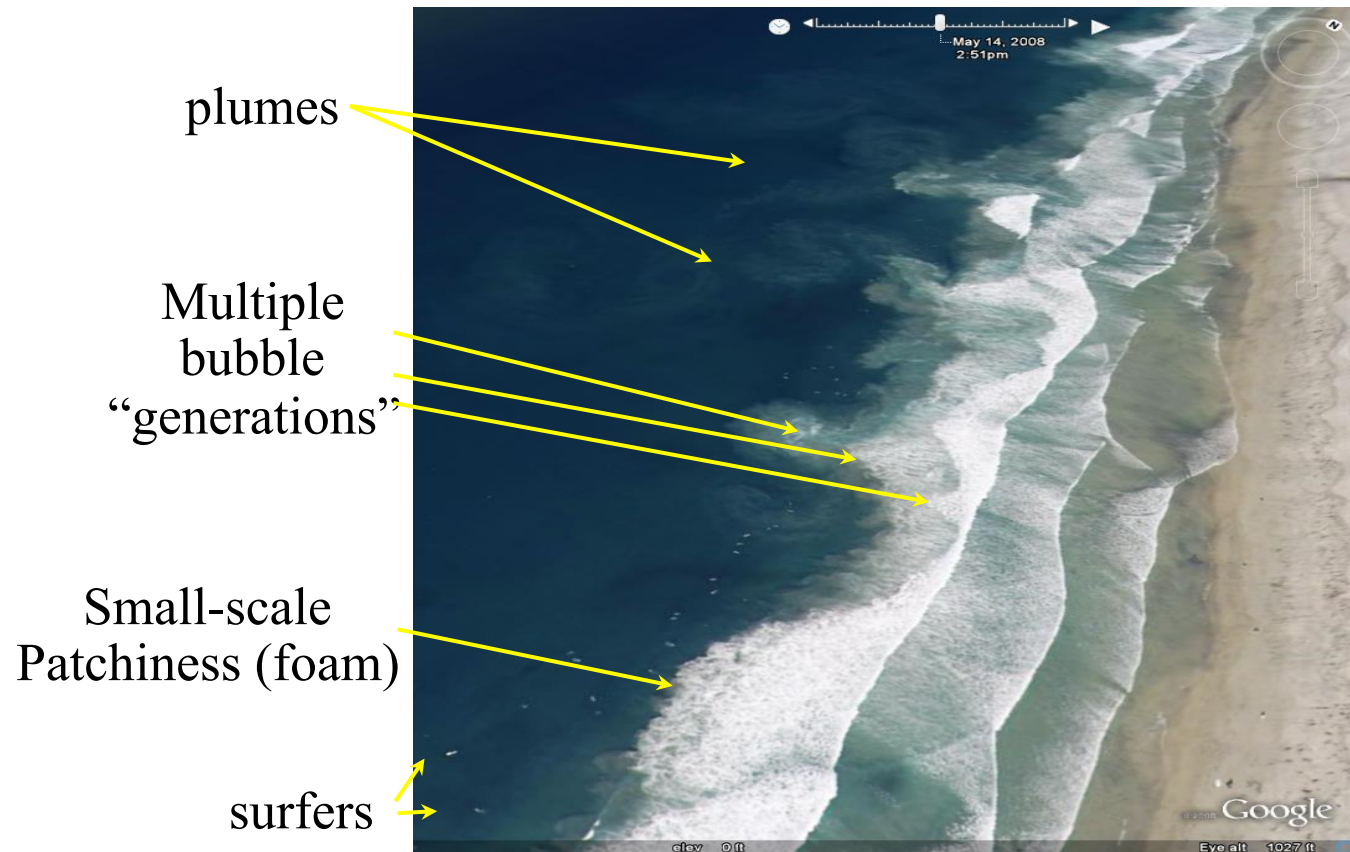 May 14, 2008
2:51pm
N
plumes
Multiple
bubble
“generations”
Small-scale
Patchiness (foam)
surfers
©2008 Google
elev 0 ft
Eye alt 1027 ft